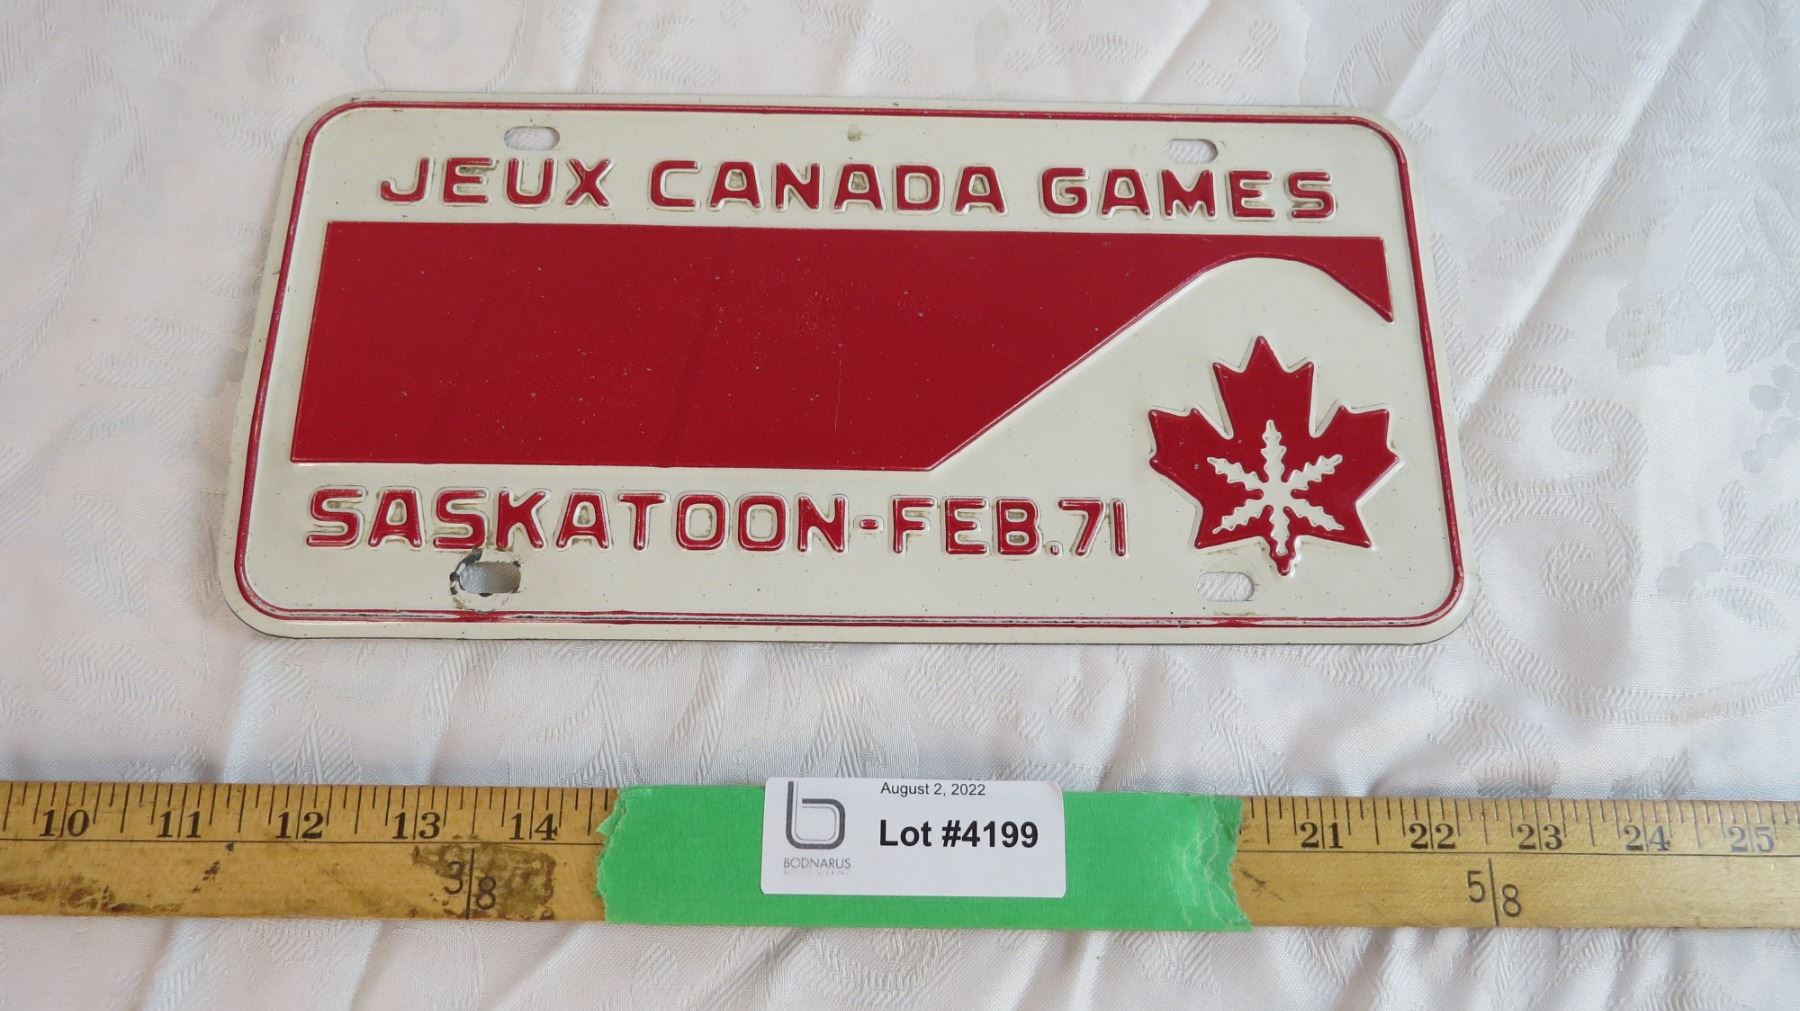 JEUX CANADA GAMES
SASKATOON-FEB.71
August 2, 2022
Lot #4199
BODNARUS
10 11 12 13 14 21 22 23 24 25
3|8 5|8